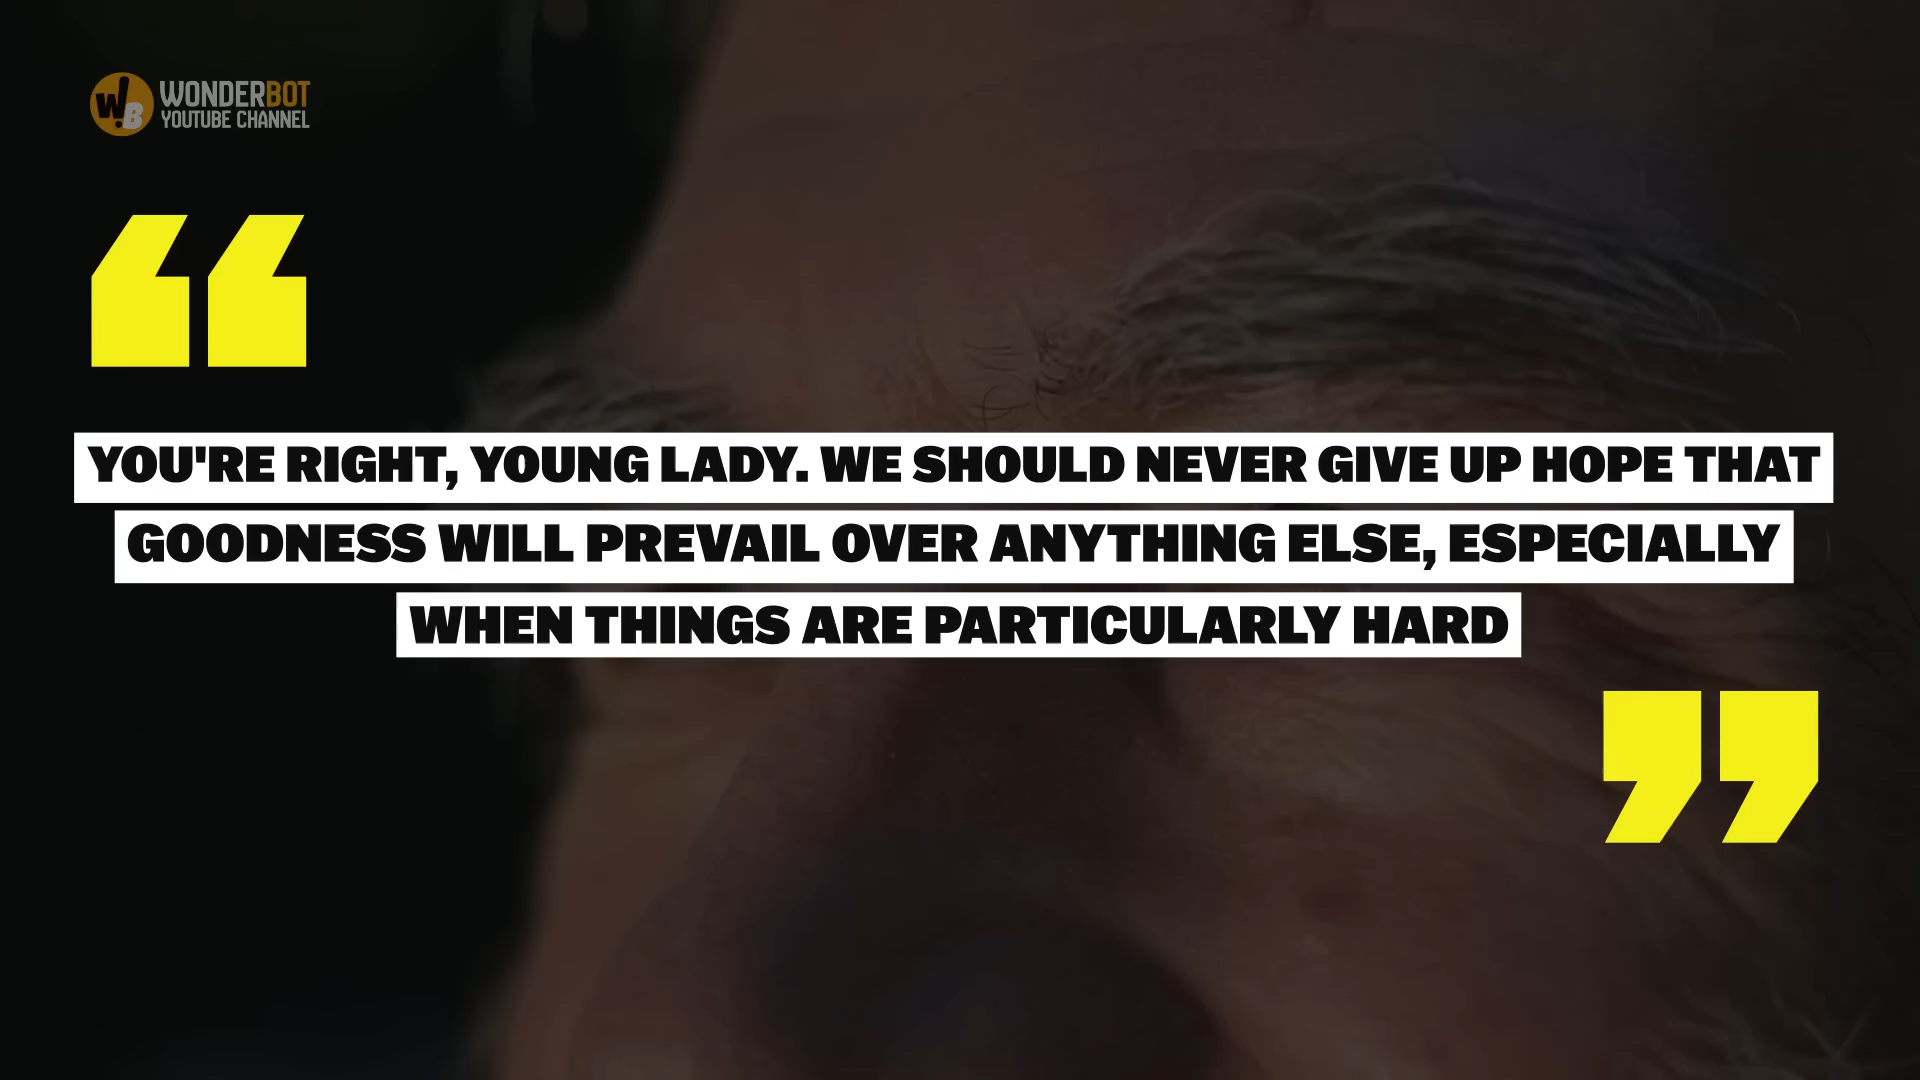 W!B
WONDERBOT
YOUTUBE CHANNEL
“
YOU'RE RIGHT, YOUNG LADY. WE SHOULD NEVER GIVE UP HOPE THAT
GOODNESS WILL PREVAIL OVER ANYTHING ELSE, ESPECIALLY
WHEN THINGS ARE PARTICULARLY HARD
”